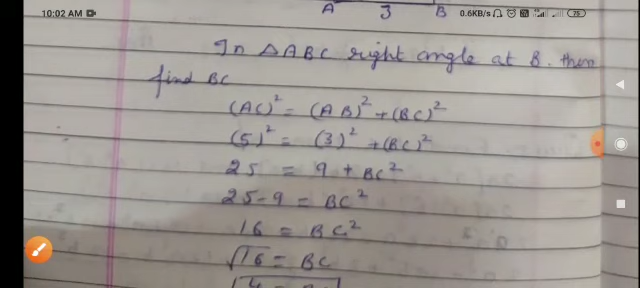 10:02 AM
0.6KB/s
75
A 3 B
In △ABC right angle at B. then
find BC
(AC)² = (AB)² + (BC)²
(5)² = (3)² + (BC)²
25 = 9 + BC²
25-9 = BC²
16 = BC²
√16 = BC